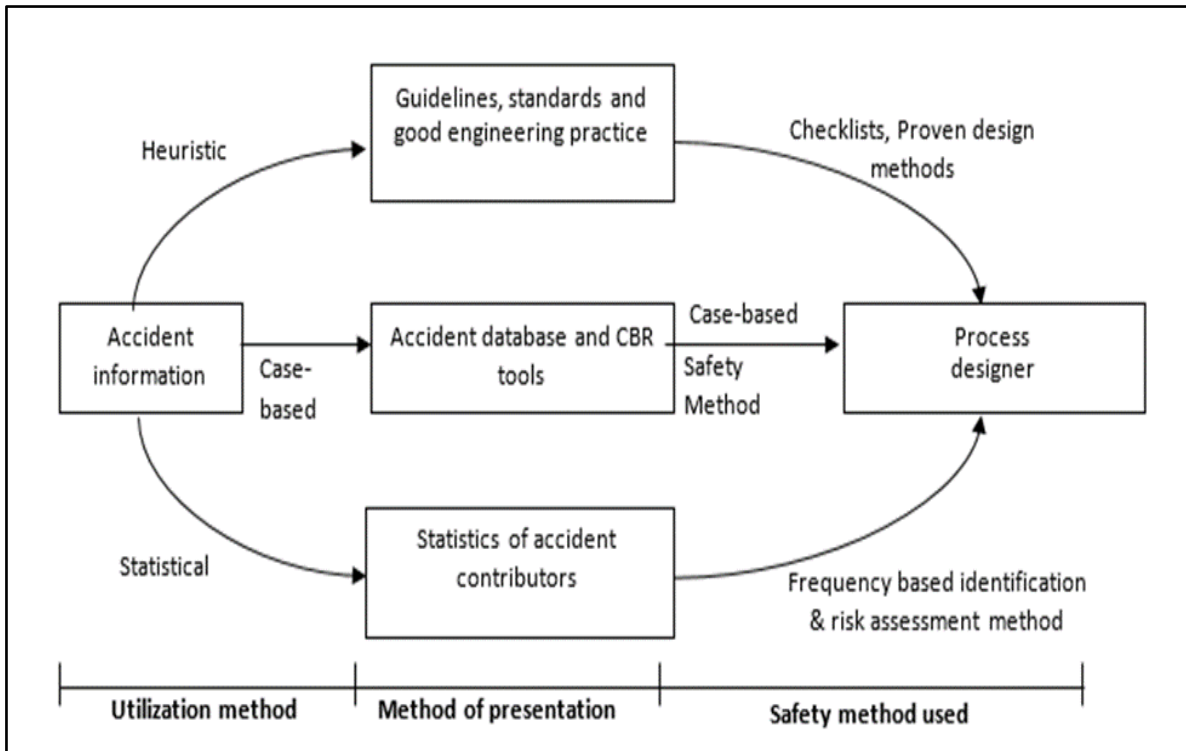 Guidelines, standards and
good engineering practice
Heuristic
Checklists, Proven design
methods
Accident
information
Case-
based
Accident database and CBR
tools
Case-based
Safety
Method
Process
designer
Statistical
Statistics of accident
contributors
Frequency based identification
& risk assessment method
Utilization method
Method of presentation
Safety method used